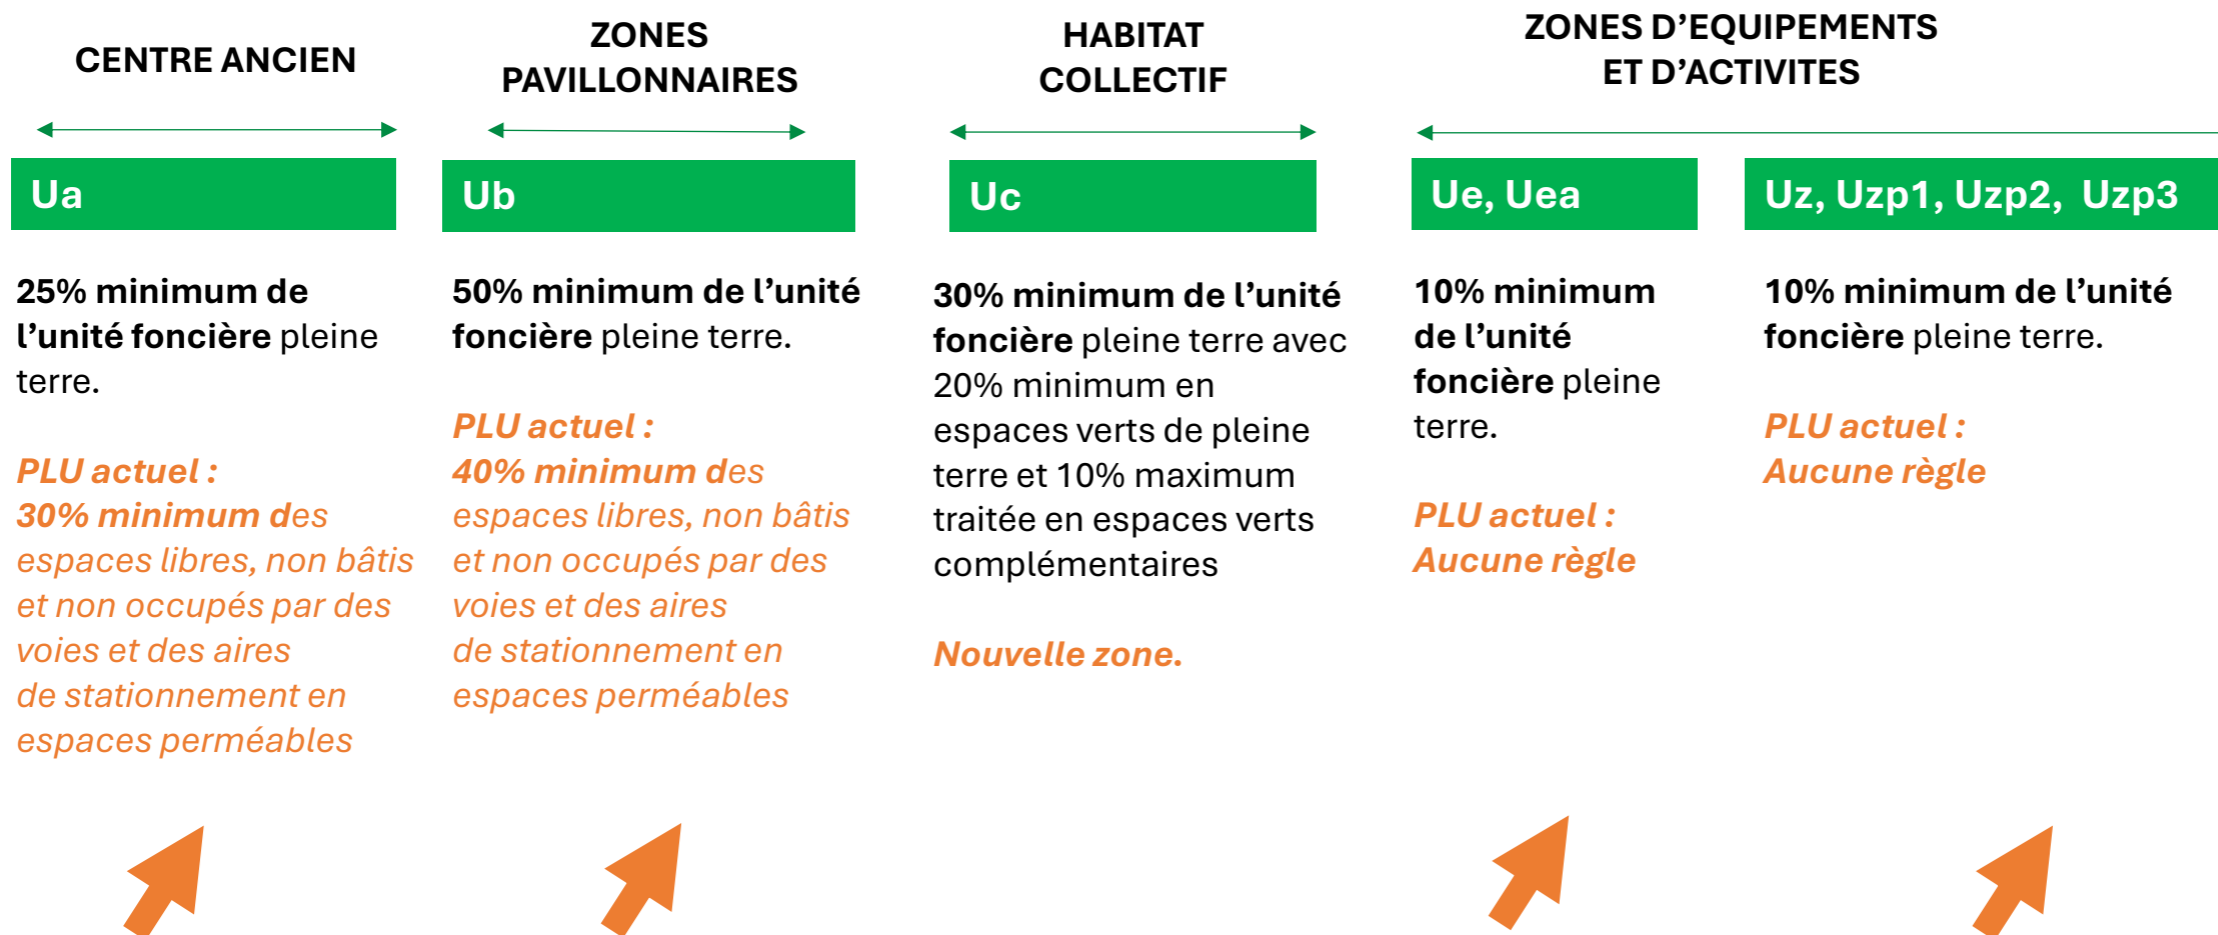 CENTRE ANCIEN
ZONES
PAVILLONNAIRES
HABITAT
COLLECTIF
ZONES D’EQUIPEMENTS
ET D’ACTIVITES
Ua
25% minimum de
l’unité foncière pleine
terre.
PLU actuel :
30% minimum des
espaces libres, non bâtis
et non occupés par des
voies et des aires
de stationnement en
espaces perméables
Ub
50% minimum de l’unité
foncière pleine terre.
PLU actuel :
40% minimum des
espaces libres, non bâtis
et non occupés par des
voies et des aires
de stationnement en
espaces perméables
Uc
30% minimum de l’unité
foncière pleine terre avec
20% minimum en
espaces verts de pleine
terre et 10% maximum
traitée en espaces verts
complémentaires
Nouvelle zone.
Ue, Uea
10% minimum
de l’unité
foncière pleine
terre.
PLU actuel :
Aucune règle
Uz, Uzp1, Uzp2, Uzp3
10% minimum de l’unité
foncière pleine terre.
PLU actuel :
Aucune règle